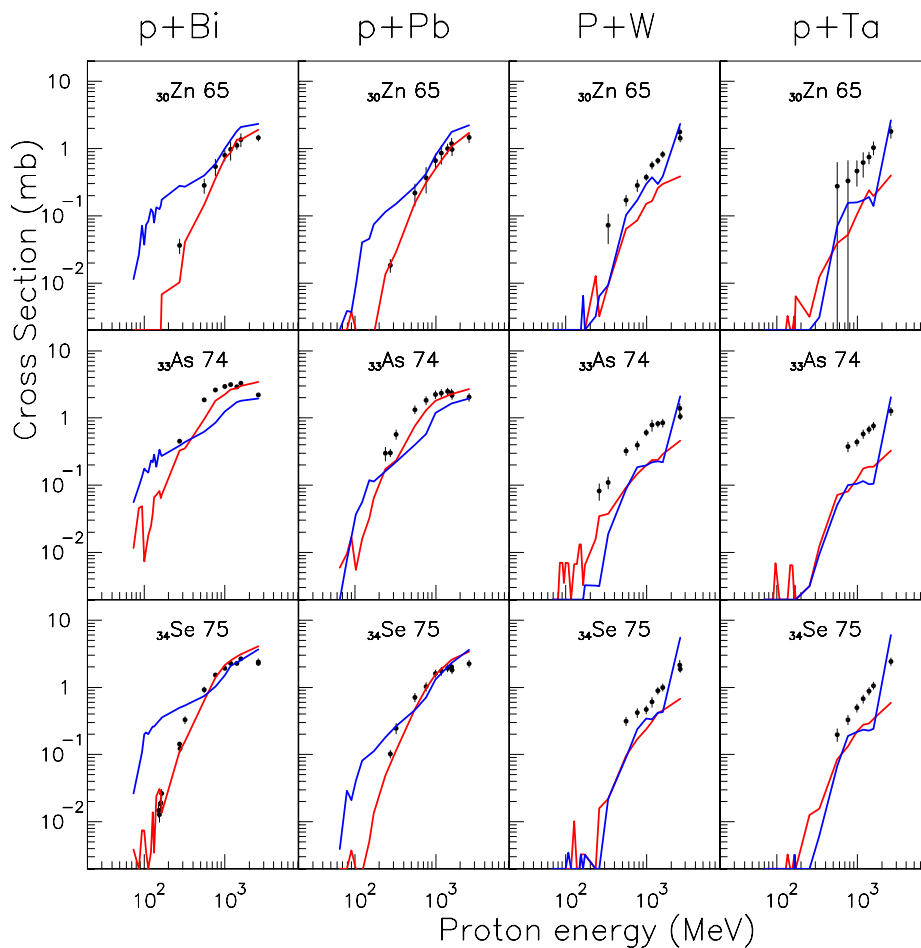 p+Bi p+Pb P+W p+Ta
Cross Section (mb)
10
1
10⁻¹
10⁻²
₃₀Zn 65 ₃₀Zn 65 ₃₀Zn 65 ₃₀Zn 65
10
1
10⁻¹
10⁻²
₃₃As 74 ₃₃As 74 ₃₃As 74 ₃₃As 74
10
1
10⁻¹
10⁻²
₃₄Se 75 ₃₄Se 75 ₃₄Se 75 ₃₄Se 75
10² 10³ 10² 10³ 10² 10³ 10² 10³
Proton energy (MeV)